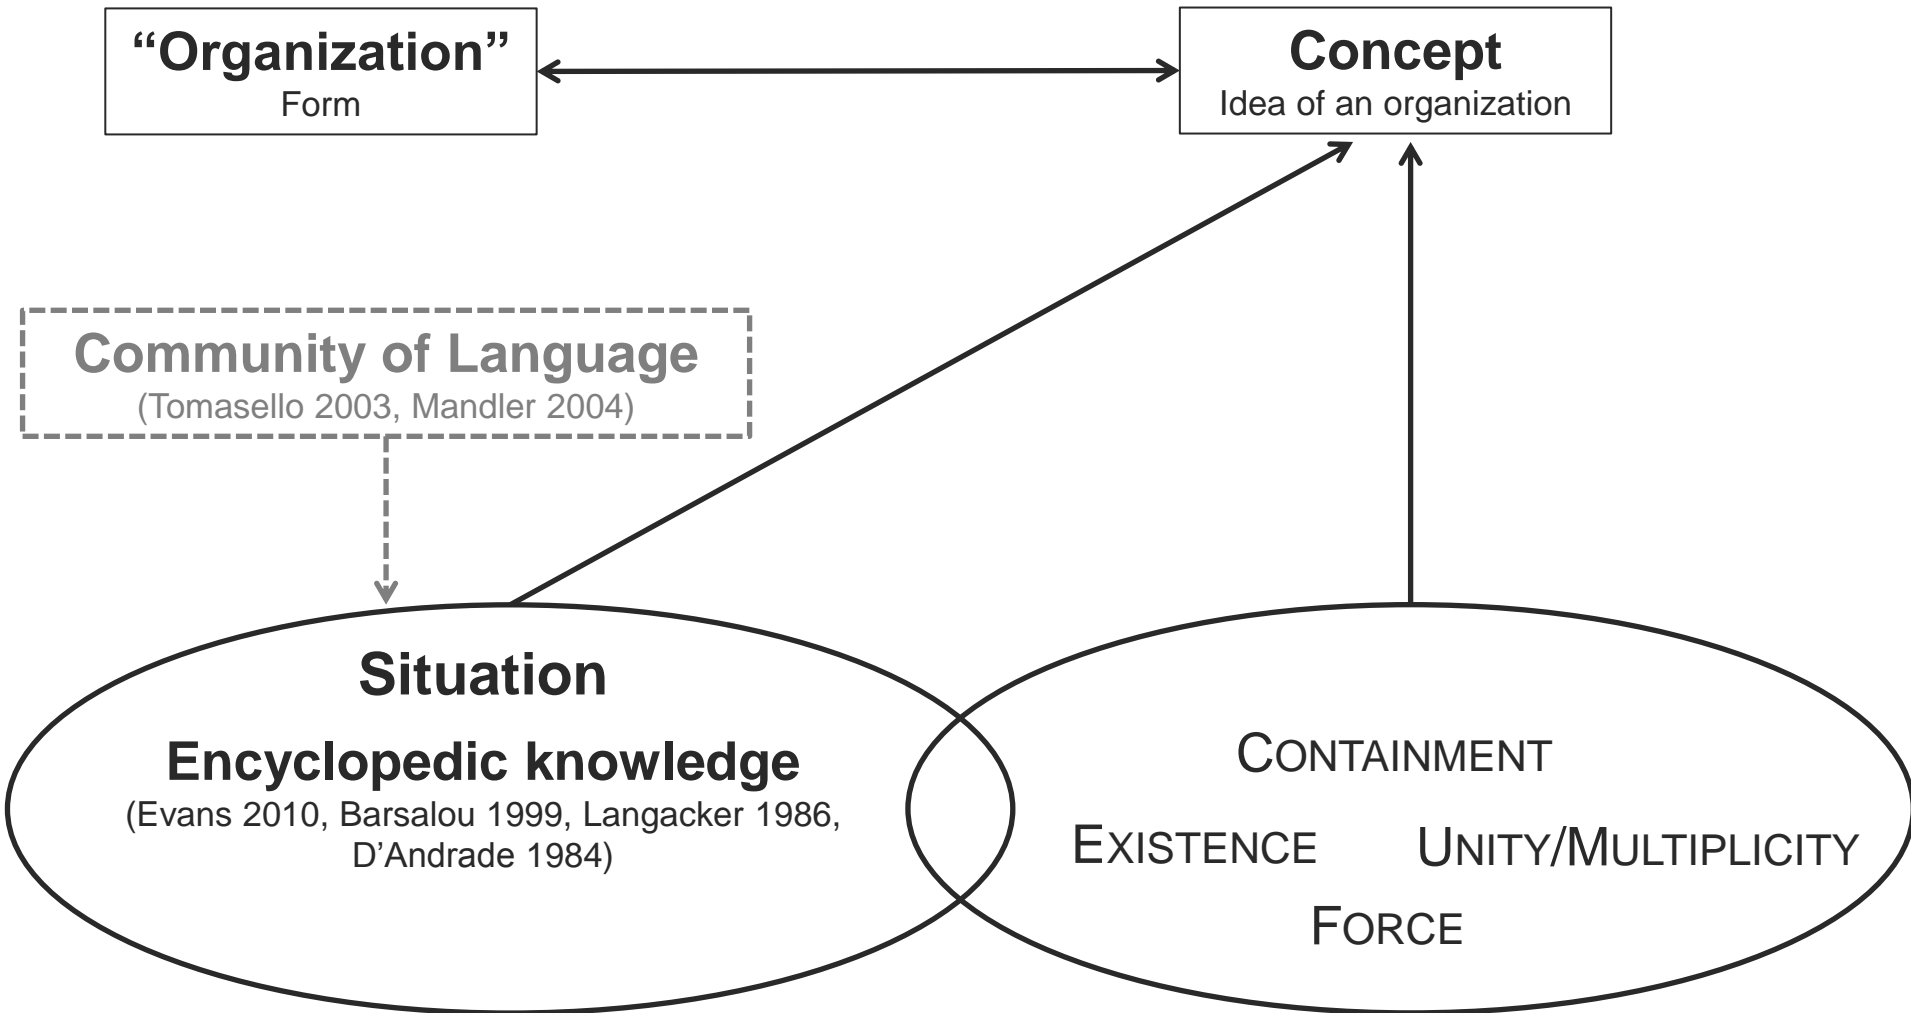 “Organization”
Form
Concept
Idea of an organization
Community of Language
(Tomasello 2003, Mandler 2004)
Situation
Encyclopedic knowledge
(Evans 2010, Barsalou 1999, Langacker 1986,
D’Andrade 1984)
CONTAINMENT
EXISTENCE UNITY/MULTIPLICITY
FORCE